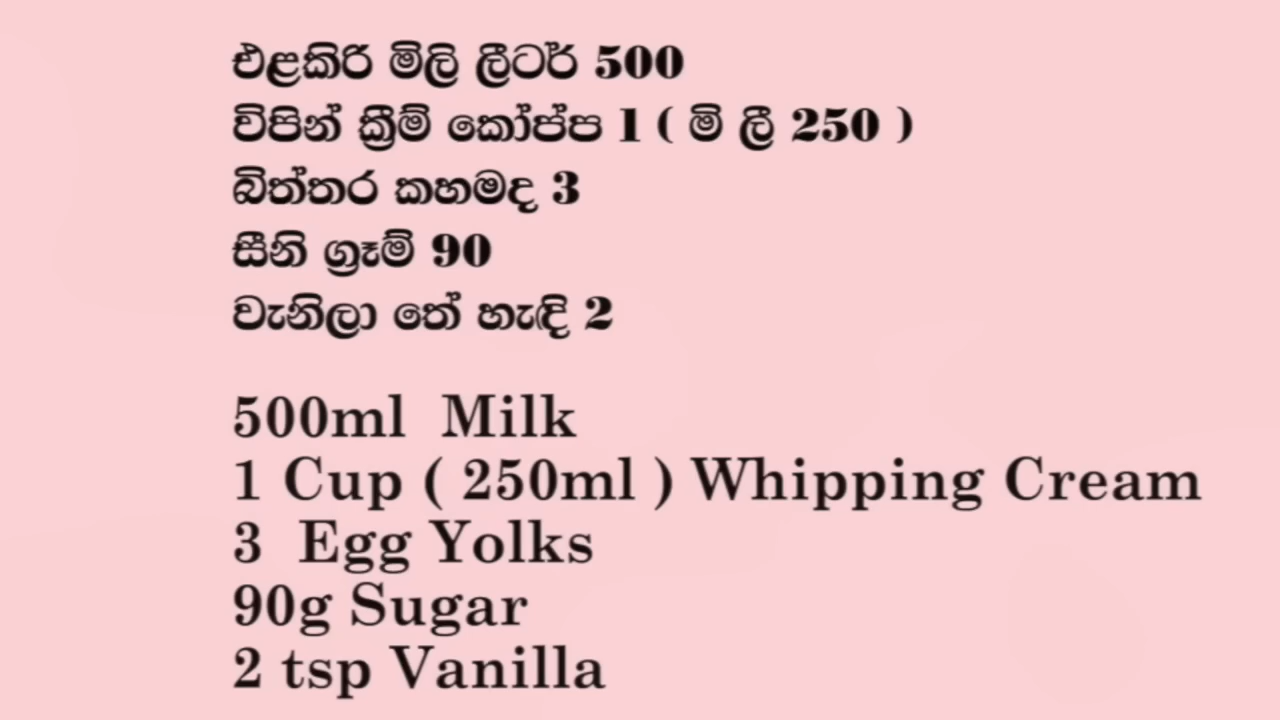 එළකිරි මිලි ලීටර් 500
විපින් ක්‍රීම් කෝප්ප 1 ( මි ලී 250 )
බිත්තර කහමද 3
සීනි ග්‍රෑම් 90
වැනිලා තේ හැඳි 2
500ml Milk
1 Cup ( 250ml ) Whipping Cream
3 Egg Yolks
90g Sugar
2 tsp Vanilla